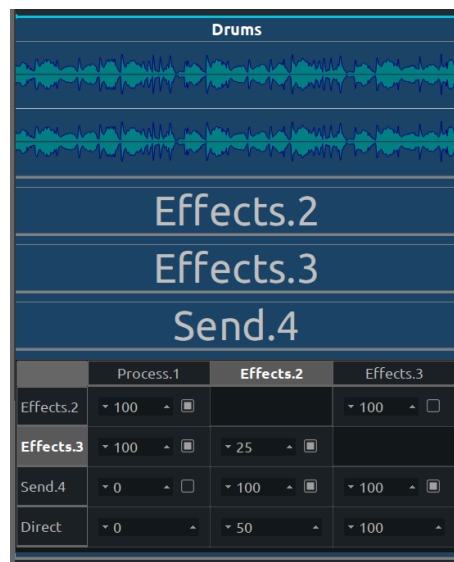 Drums
Effects.2
Effects.3
Send.4
Process.1 Effects.2 Effects.3
Effects.2 100 100
Effects.3 100 25
Send.4 0 100 100
Direct 0 50 100